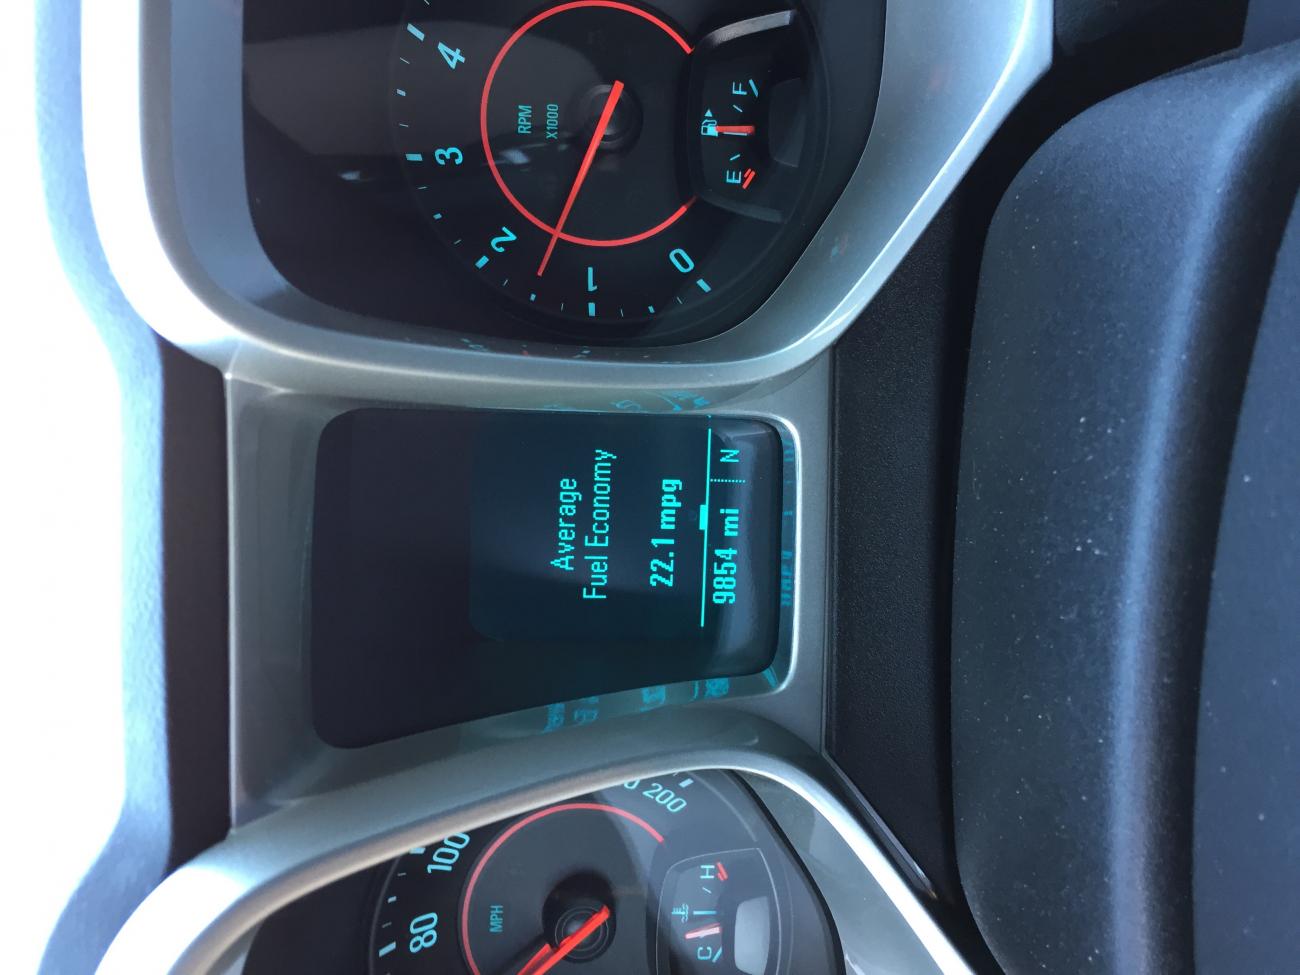 MPH
80
100
200
C
H
Average
Fuel Economy
22.1 mpg
9854 mi
N
RPM
X1000
0
1
2
3
4
E
F